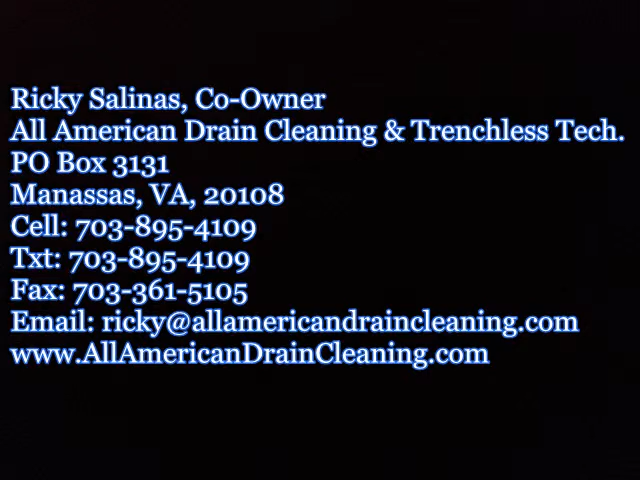 Ricky Salinas, Co-Owner
All American Drain Cleaning & Trenchless Tech.
PO Box 3131
Manassas, VA, 20108
Cell: 703-895-4109
Txt: 703-895-4109
Fax: 703-361-5105
Email: ricky@allamericandraincleaning.com
www.AllAmericanDrainCleaning.com